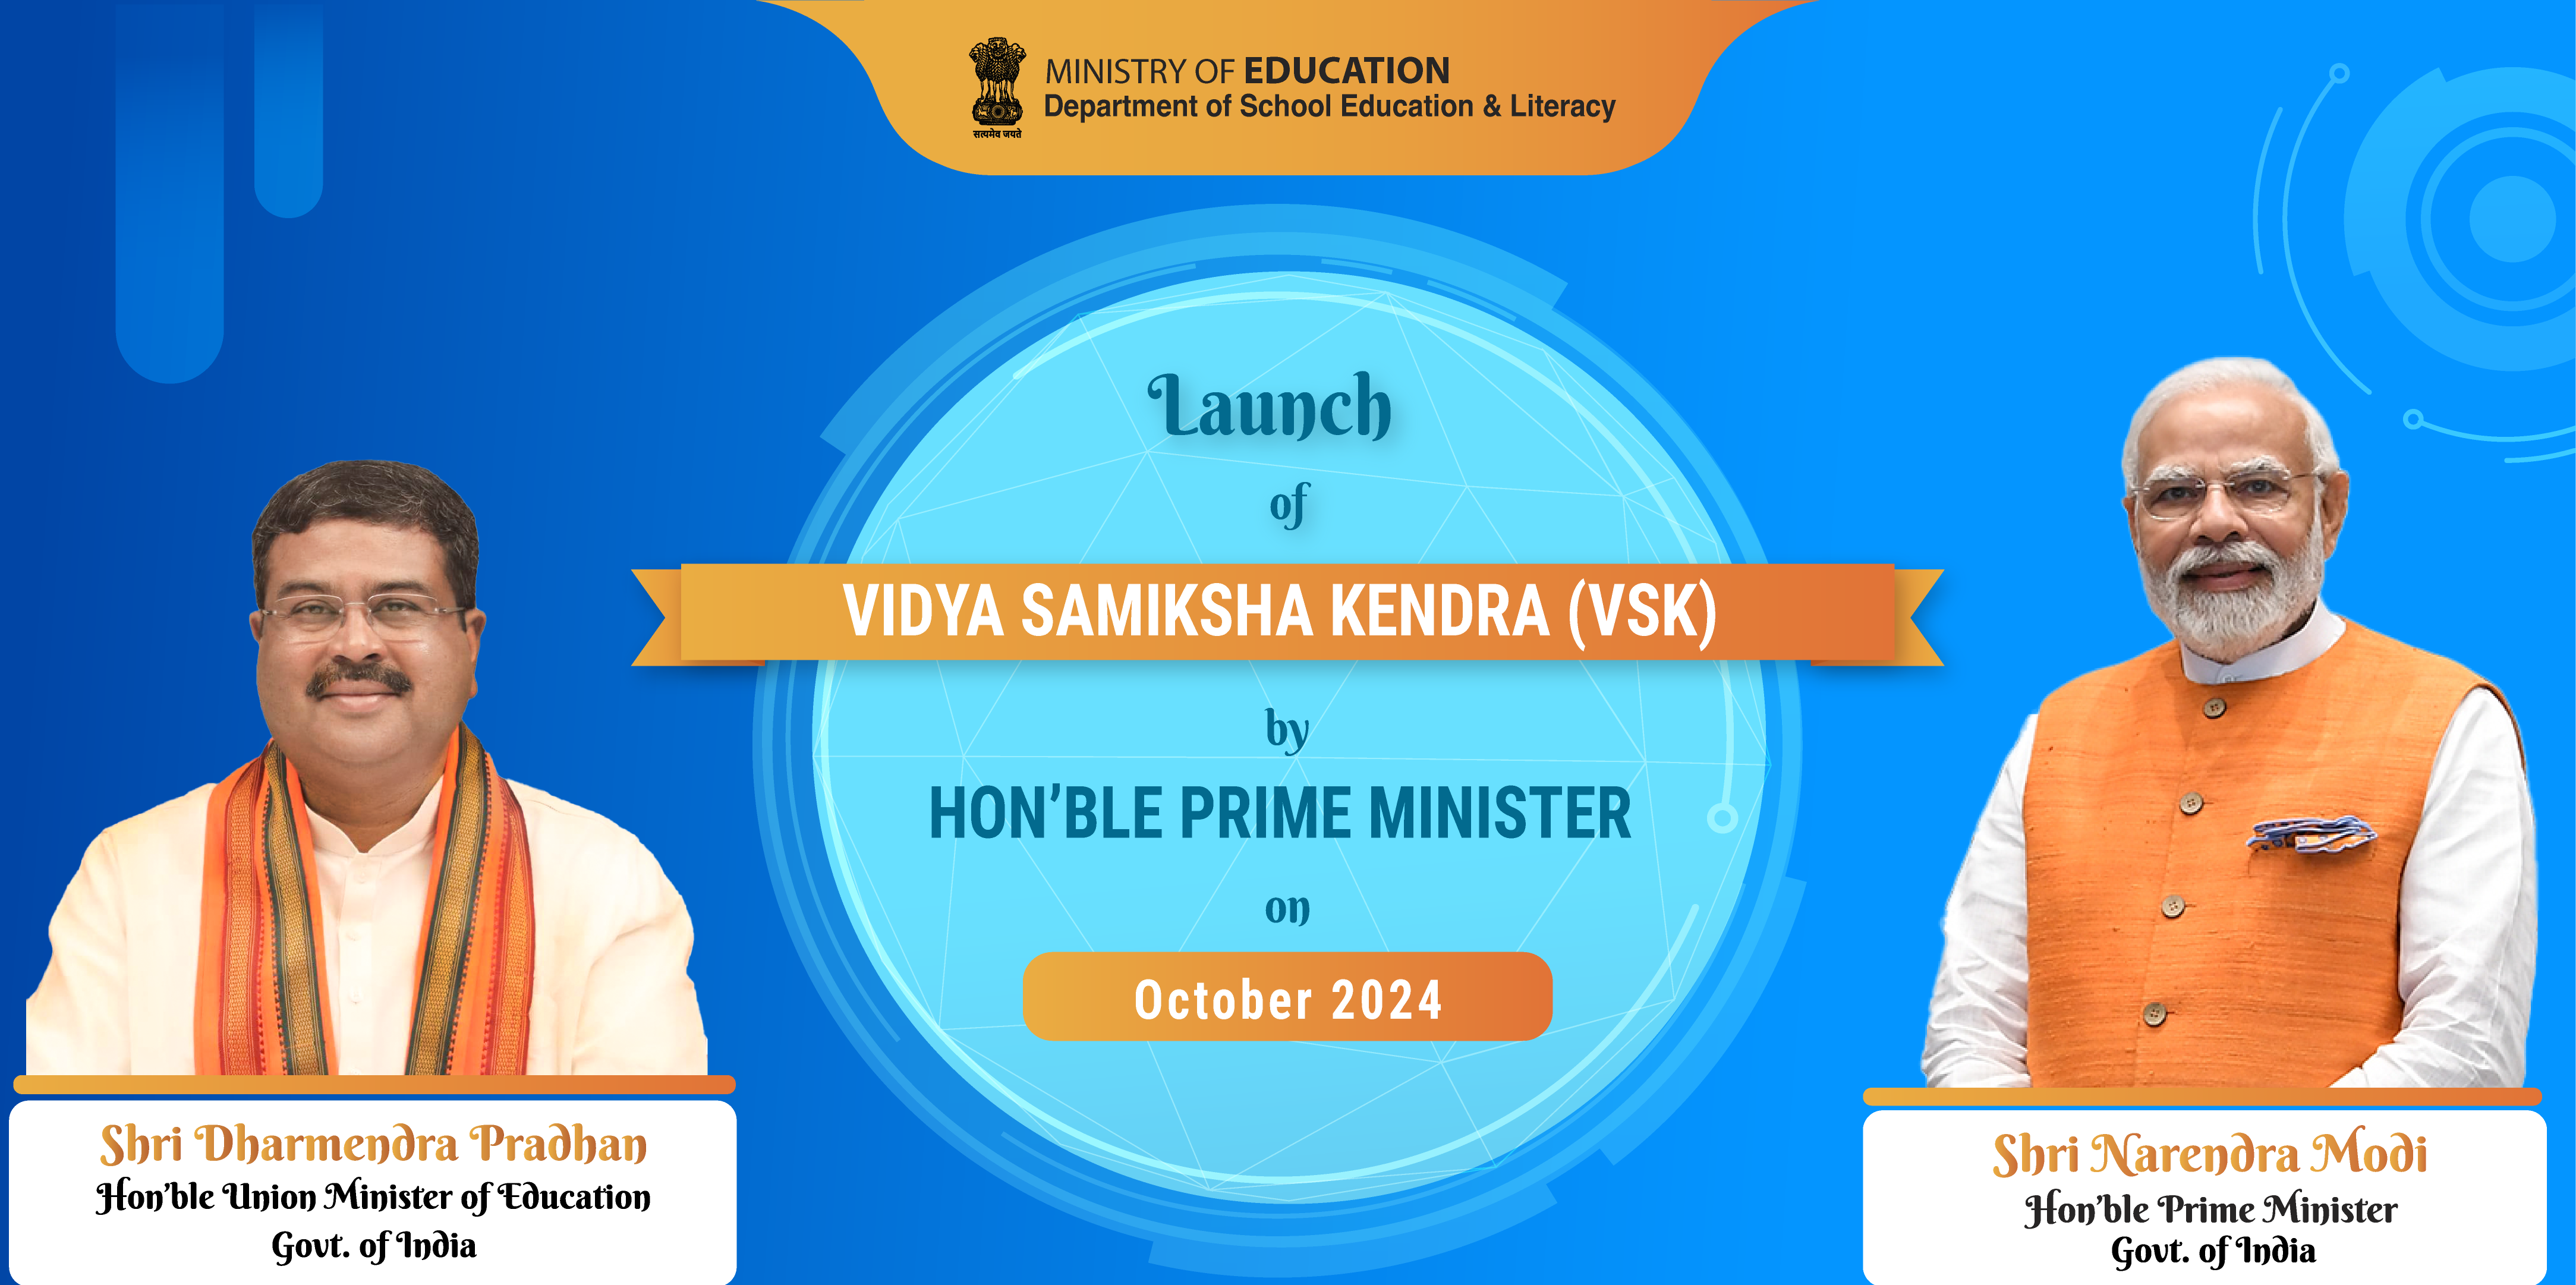 सत्यमेव जयते
MINISTRY OF EDUCATION
Department of School Education & Literacy
Launch
of
VIDYA SAMIKSHA KENDRA (VSK)
by
HON’BLE PRIME MINISTER
on
October 2024
Shri Dharmendra Pradhan
Hon’ble Union Minister of Education
Govt. of India
Shri Narendra Modi
Hon’ble Prime Minister
Govt. of India